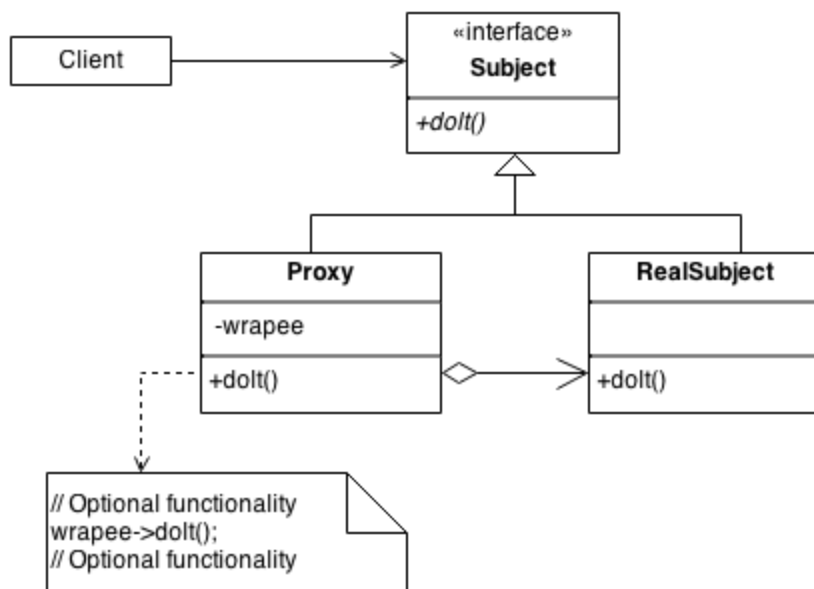 Client
«interface»
Subject
+doIt()
Proxy
-wrapee
+doIt()
RealSubject
+doIt()
// Optional functionality
wrapee->doIt();
// Optional functionality